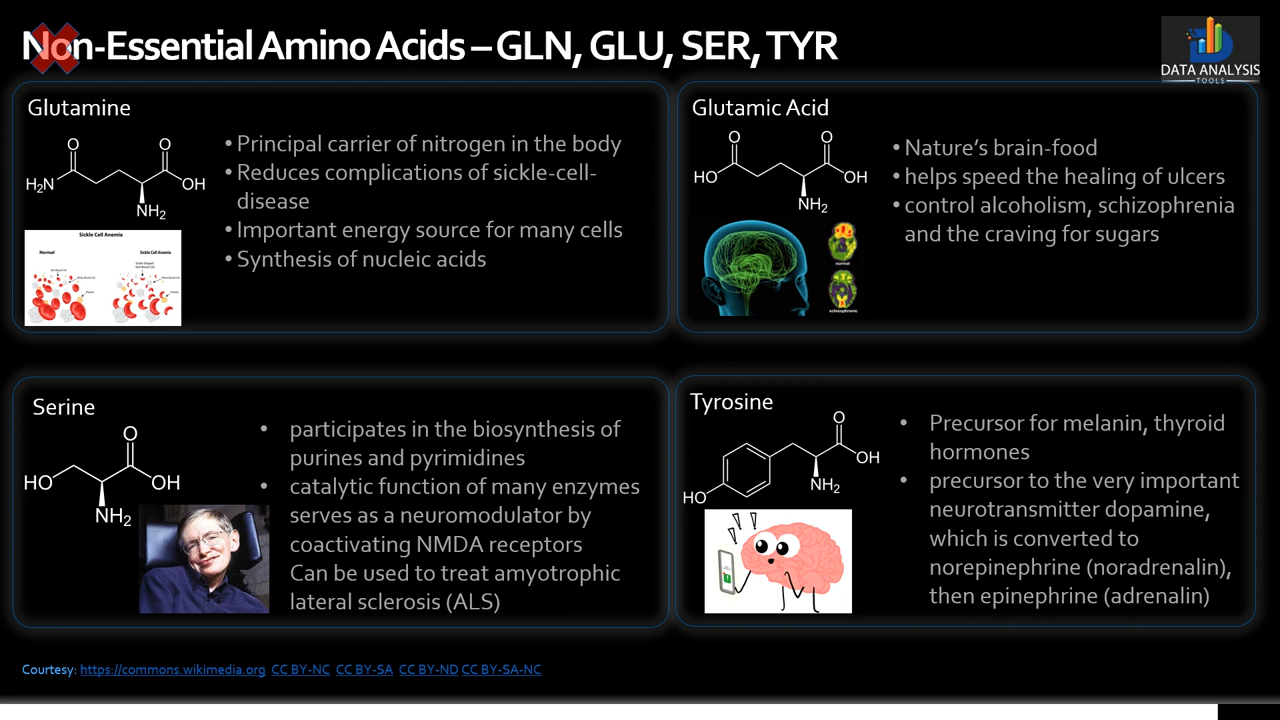 Non-Essential Amino Acids – GLN, GLU, SER, TYR
DATA ANALYSIS
TOOLS
Glutamine
O
O
H2N
OH
NH2
• Principal carrier of nitrogen in the body
• Reduces complications of sickle-cell-
disease
• Important energy source for many cells
• Synthesis of nucleic acids
Sickle Cell Anemia
Normal
Sickle Cell Anemia
Glutamic Acid
O
O
HO
OH
NH2
• Nature's brain-food
• helps speed the healing of ulcers
• control alcoholism, schizophrenia
and the craving for sugars
normal
schizophrenic
Serine
O
HO
OH
NH2
• participates in the biosynthesis of
purines and pyrimidines
• catalytic function of many enzymes
serves as a neuromodulator by
coactivating NMDA receptors
Can be used to treat amyotrophic
lateral sclerosis (ALS)
Tyrosine
O
OH
NH2
HO
• Precursor for melanin, thyroid
hormones
• precursor to the very important
neurotransmitter dopamine,
which is converted to
norepinephrine (noradrenalin),
then epinephrine (adrenalin)
Courtesy: https://commons.wikimedia.org CC BY-NC CC BY-SA CC BY-ND CC BY-SA-NC